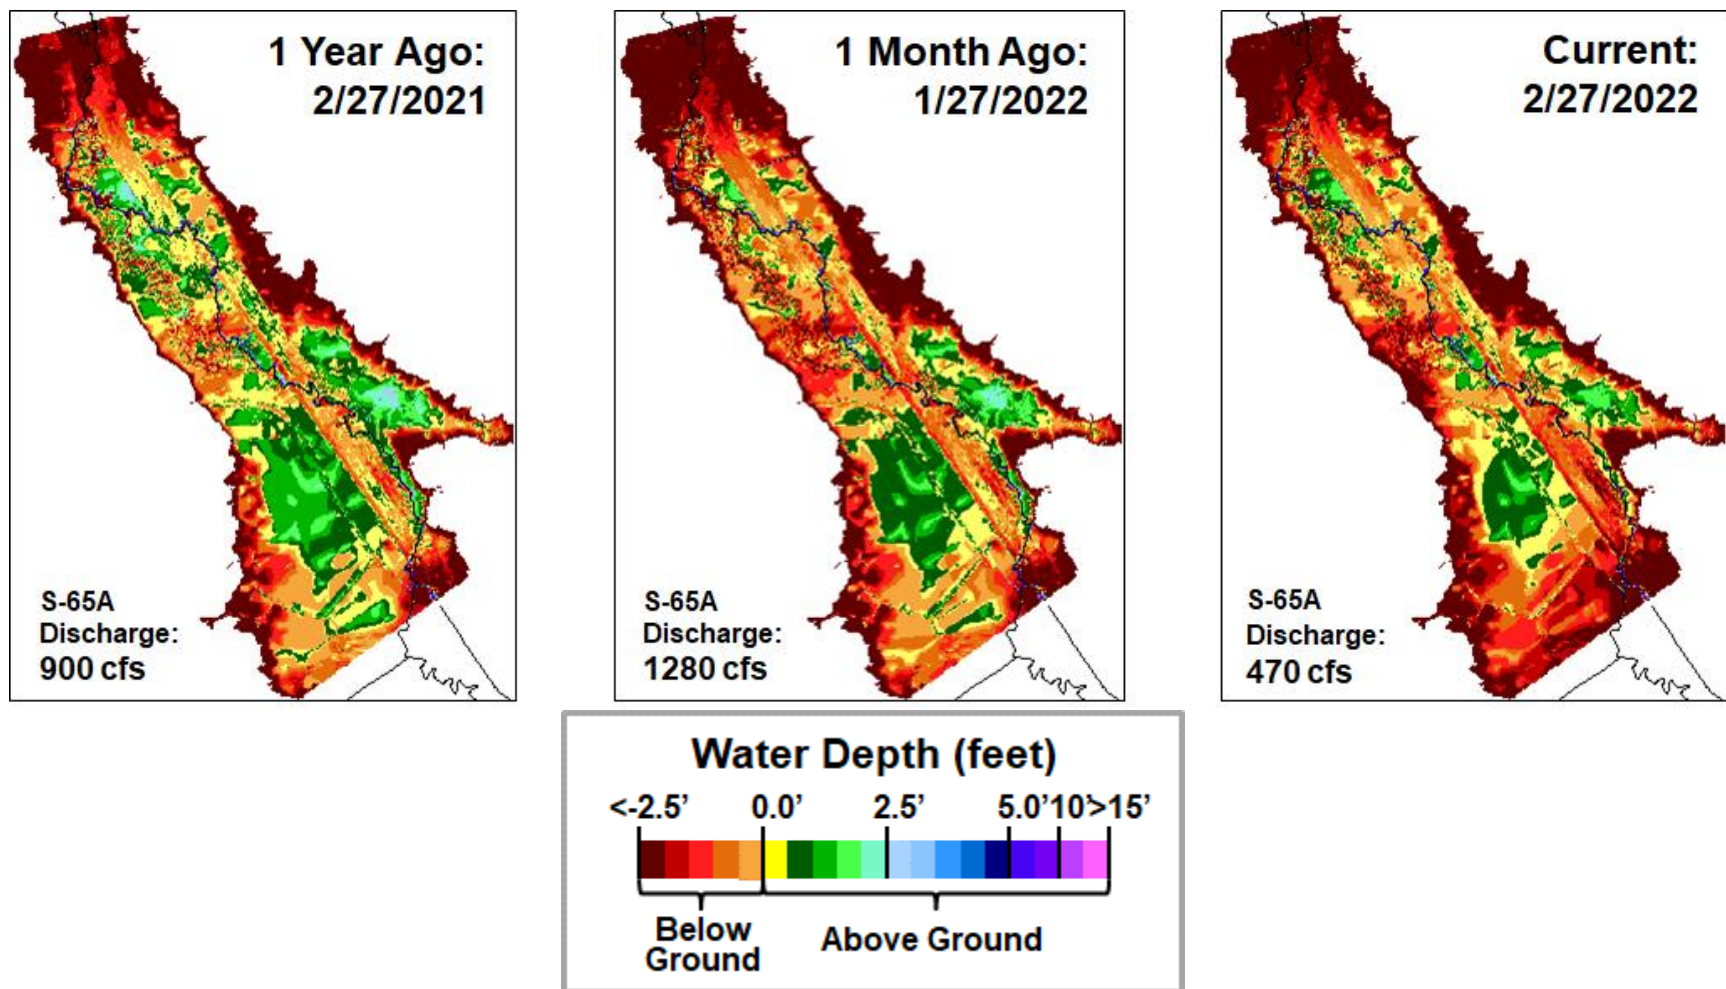 1 Year Ago:
2/27/2021
S-65A
Discharge:
900 cfs
1 Month Ago:
1/27/2022
S-65A
Discharge:
1280 cfs
Current:
2/27/2022
S-65A
Discharge:
470 cfs
Water Depth (feet)
<-2.5’ 0.0’ 2.5’ 5.0’10’>15’
Below
Ground
Above Ground